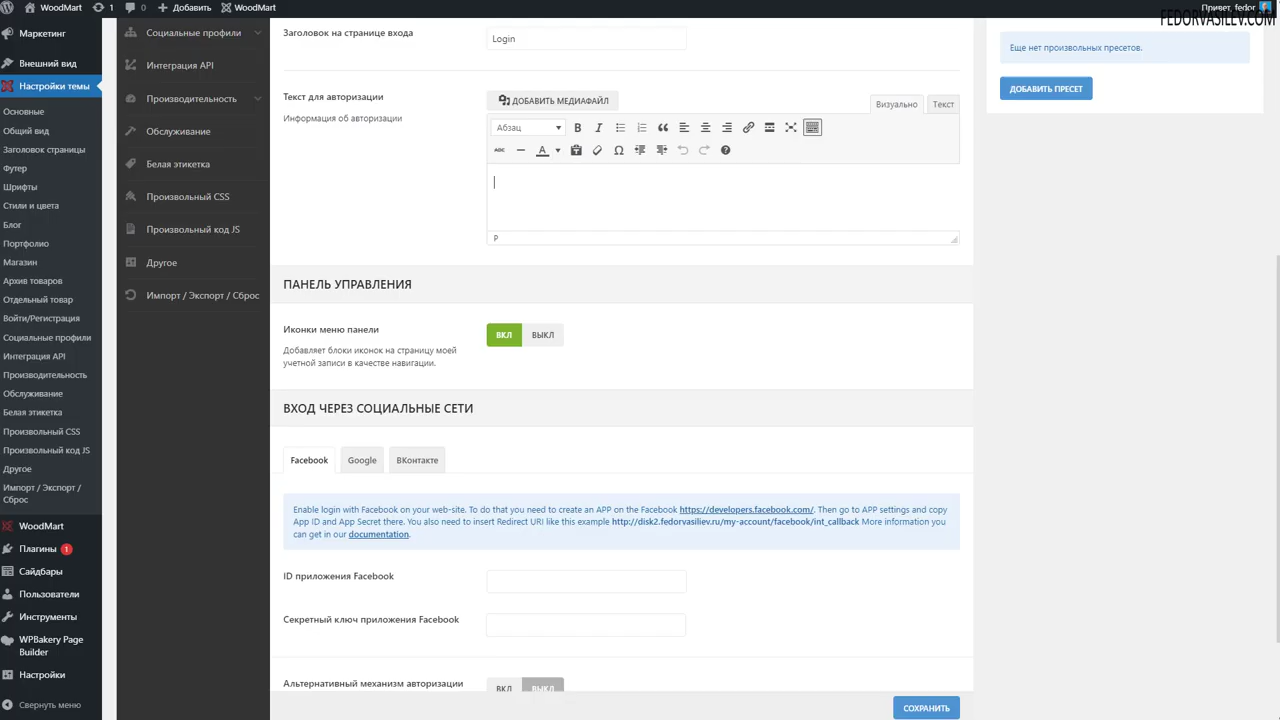 WoodMart
1
0
Добавить
WoodMart
Привет, fedor
FEDORVASILEV.COM
Маркетинг
Внешний вид
Настройки темы
Основные
Общий вид
Заголовок страницы
Футер
Шрифты
Стили и цвета
Блог
Портфолио
Магазин
Архив товаров
Отдельный товар
Войти/Регистрация
Социальные профили
Интеграция API
Производительность
Обслуживание
Белая этикетка
Произвольный CSS
Произвольный код JS
Другое
Импорт / Экспорт /
Сброс
WoodMart
Плагины 1
Сайдбары
Пользователи
Инструменты
WPBakery Page
Builder
Настройки
Свернуть меню
Социальные профили
Интеграция API
Производительность
Обслуживание
Белая этикетка
Произвольный CSS
Произвольный код JS
Другое
Импорт / Экспорт / Сброс
Заголовок на странице входа
Login
Текст для авторизации
Информация об авторизации
ДОБАВИТЬ МЕДИАФАЙЛ
Визуально
Текст
Абзац
B I
ABC
A
P
ПАНЕЛЬ УПРАВЛЕНИЯ
Иконки меню панели
Добавляет блоки иконок на страницу моей
учетной записи в качестве навигации.
ВКЛ
ВЫКЛ
ВХОД ЧЕРЕЗ СОЦИАЛЬНЫЕ СЕТИ
Facebook
Google
ВКонтакте
Enable login with Facebook on your web-site. To do that you need to create an APP on the Facebook https://developers.facebook.com/. Then go to APP settings and copy
App ID and App Secret there. You also need to insert Redirect URI like this example http://disk2.fedorvasiliev.ru/my-account/facebook/int_callback More information you
can get in our documentation.
ID приложения Facebook
Секретный ключ приложения Facebook
Альтернативный механизм авторизации
ВКЛ
ВЫКЛ
СОХРАНИТЬ
Еще нет произвольных пресетов.
ДОБАВИТЬ ПРЕСЕТ